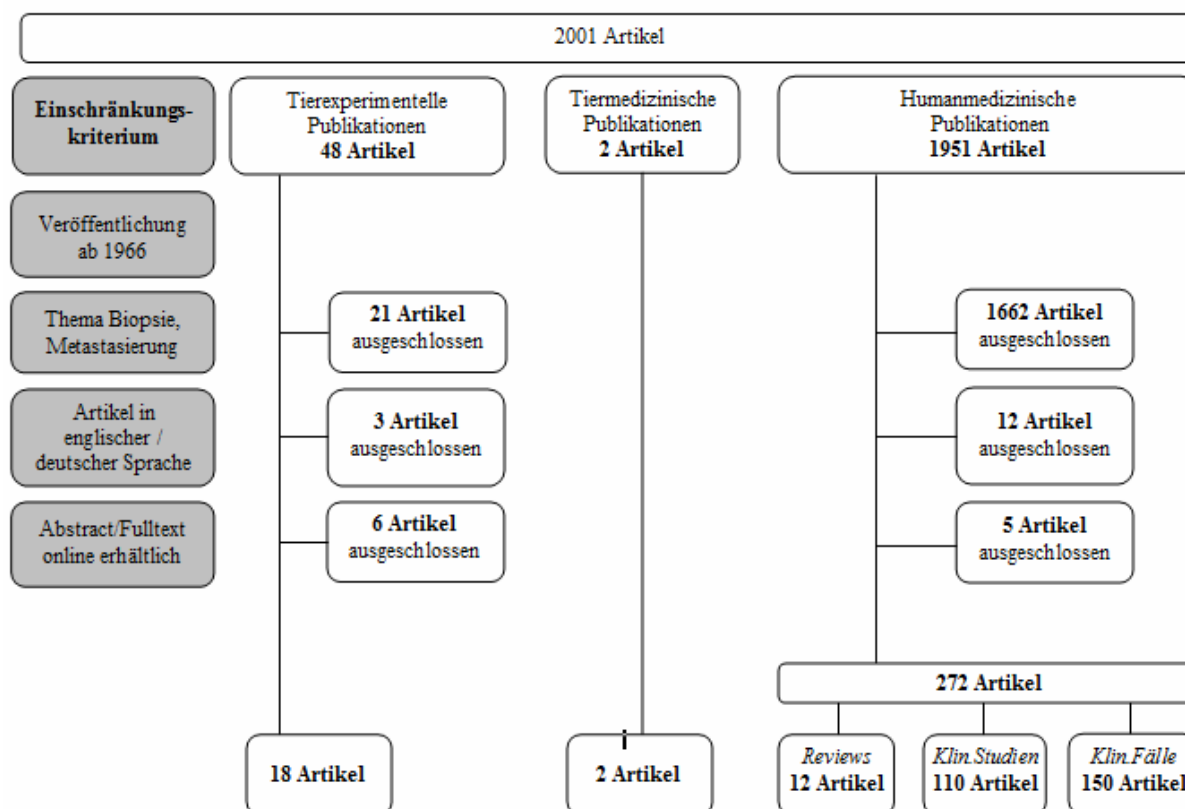 2001 Artikel
Einschränkungs-
kriterium
Tierexperimentelle
Publikationen
48 Artikel
Tiermedizinische
Publikationen
2 Artikel
Humanmedizinische
Publikationen
1951 Artikel
Veröffentlichung
ab 1966
Thema Biopsie,
Metastasierung
21 Artikel
ausgeschlossen
1662 Artikel
ausgeschlossen
Artikel in
englischer /
deutscher Sprache
3 Artikel
ausgeschlossen
12 Artikel
ausgeschlossen
Abstract/Fulltext
online erhältlich
6 Artikel
ausgeschlossen
5 Artikel
ausgeschlossen
272 Artikel
18 Artikel
2 Artikel
Reviews
12 Artikel
Klin.Studien
110 Artikel
Klin.Fälle
150 Artikel